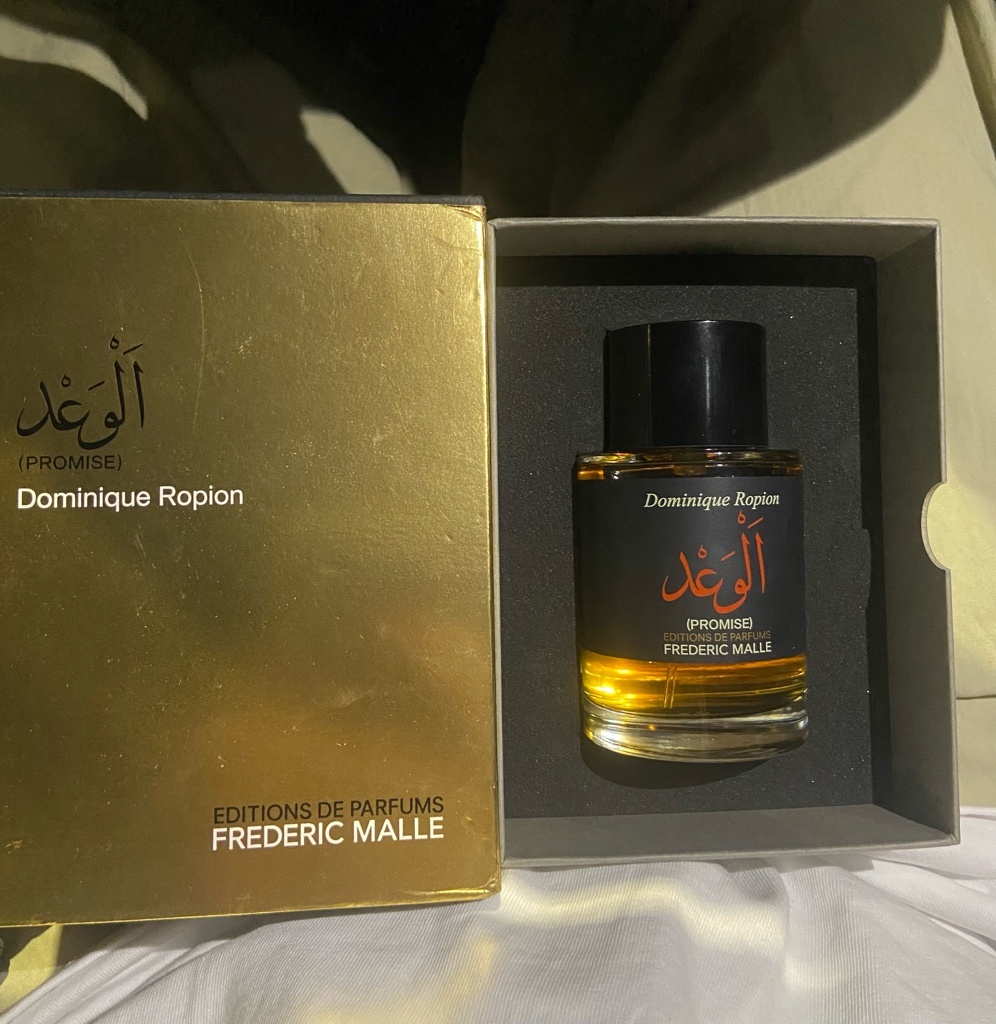 اَلْوَعْد
(PROMISE)
Dominique Ropion
EDITIONS DE PARFUMS
FREDERIC MALLE
Dominique Ropion
اَلْوَعْد
(PROMISE)
EDITIONS DE PARFUMS
FREDERIC MALLE